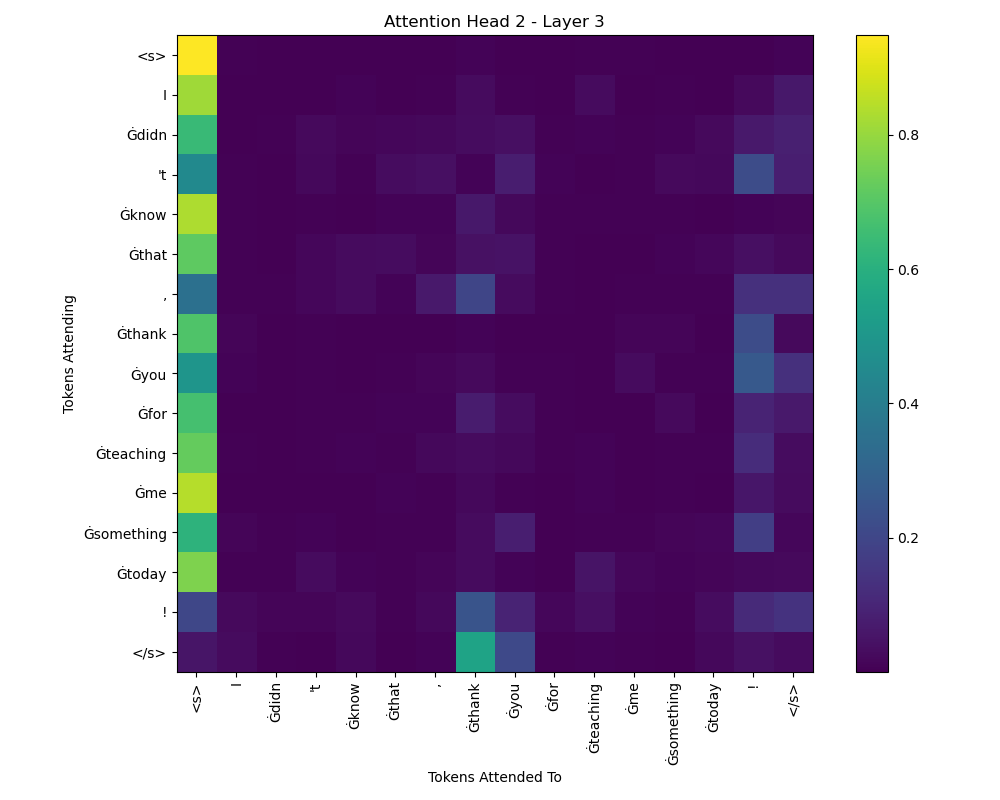 Attention Head 2 - Layer 3
Tokens Attending
<s>
I
Ġdidn
't
Ġknow
Ġthat
,
Ġthank
Ġyou
Ġfor
Ġteaching
Ġme
Ġsomething
Ġtoday
!
</s>
<s>
I
Ġdidn
't
Ġknow
Ġthat
,
Ġthank
Ġyou
Ġfor
Ġteaching
Ġme
Ġsomething
Ġtoday
!
</s>
Tokens Attended To
0.8
0.6
0.4
0.2